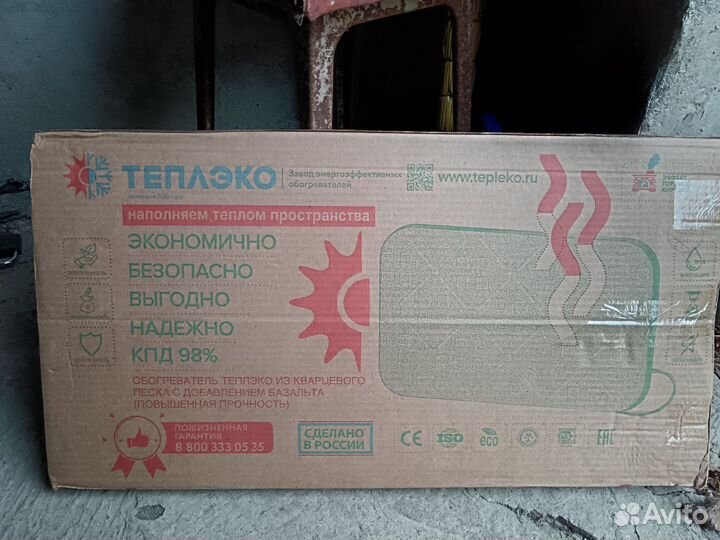 ТЕПЛЭКО
Завод энергоэффективных
обогревателей
www.tepleko.ru
наполняем теплом пространства
ЭКОНОМИЧНО
БЕЗОПАСНО
ВЫГОДНО
НАДЕЖНО
КПД 98%
ОБОГРЕВАТЕЛЬ ТЕПЛЭКО ИЗ КВАРЦЕВОГО
ПЕСКА С ДОБАВЛЕНИЕМ БАЗАЛЬТА
(ПОВЫШЕННАЯ ПРОЧНОСТЬ)
ПОЖИЗНЕННАЯ
ГАРАНТИЯ
8 800 333 05 35
СДЕЛАНО
В РОССИИ
CE
ISO
eco
EAC
Avito